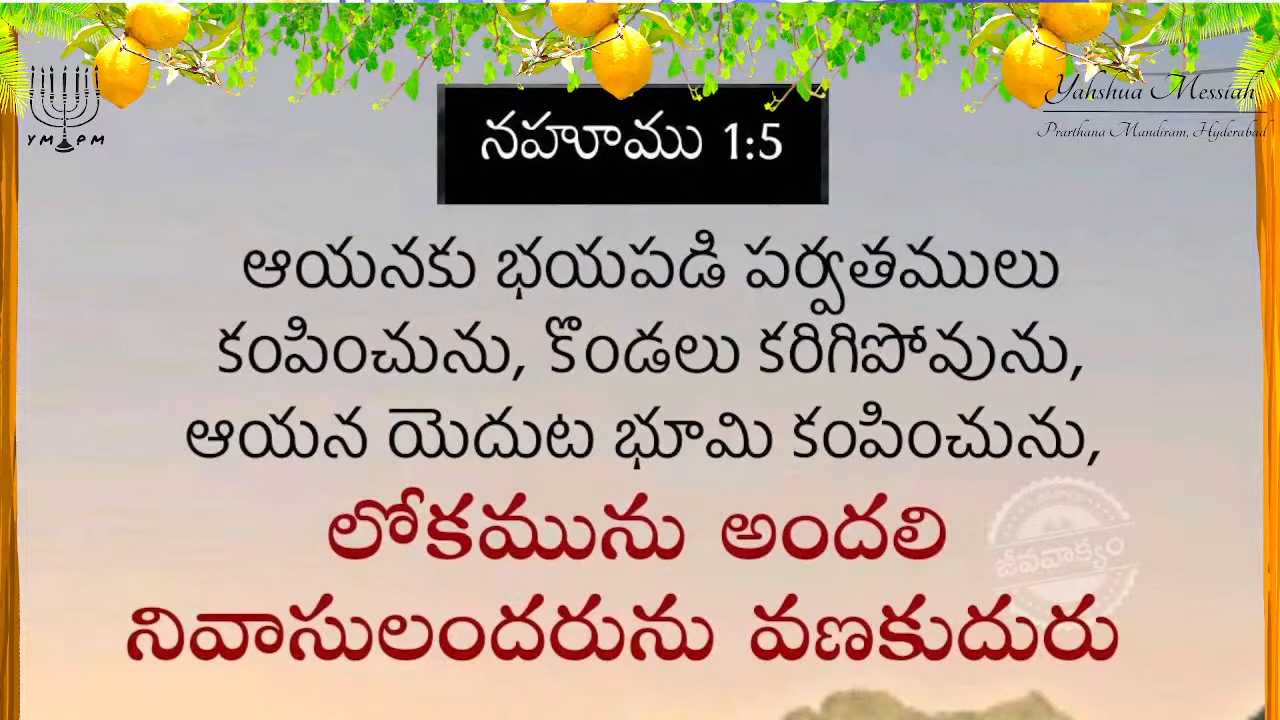 Yahshua Messiah
Prarthana Mandiram, Hyderabad
Y M P M
నహూము 1:5
ఆయనకు భయపడి పర్వతములు
కంపించును, కొండలు కరిగిపోవును,
ఆయన యెదుట భూమి కంపించును,
లోకమును అందలి
నివాసులందరును వణకుదురు
జీవవాక్యం